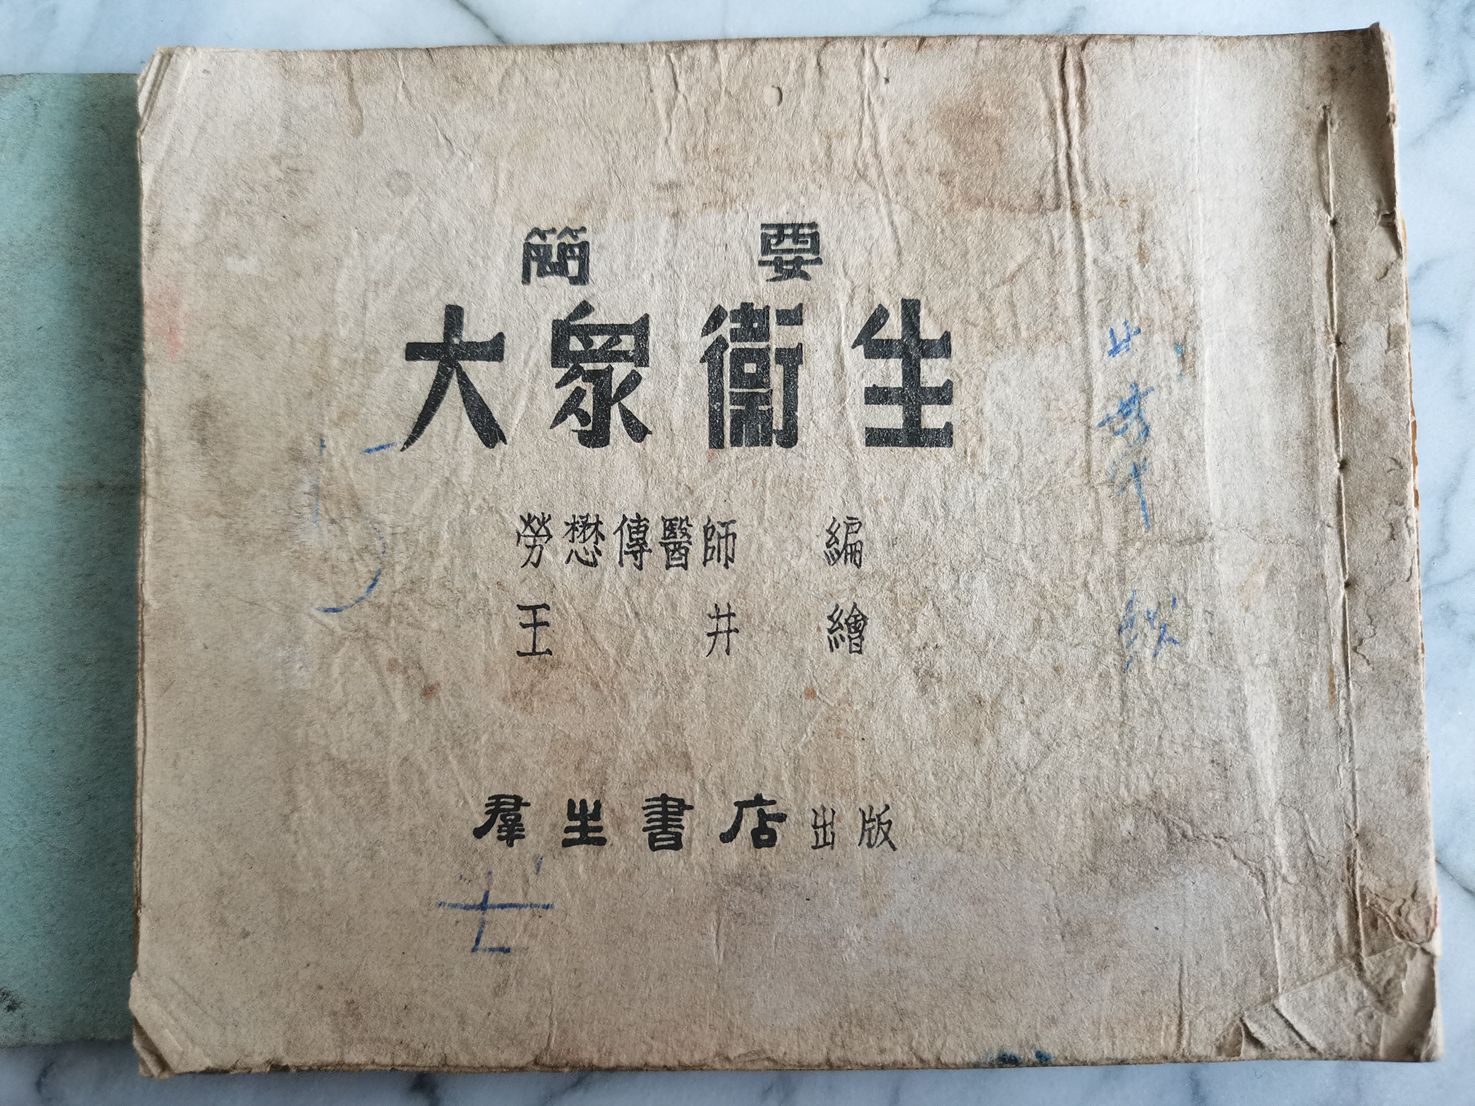 簡要
大眾衞生
勞懋傳醫師 編
王井 繪
羣生書店出版